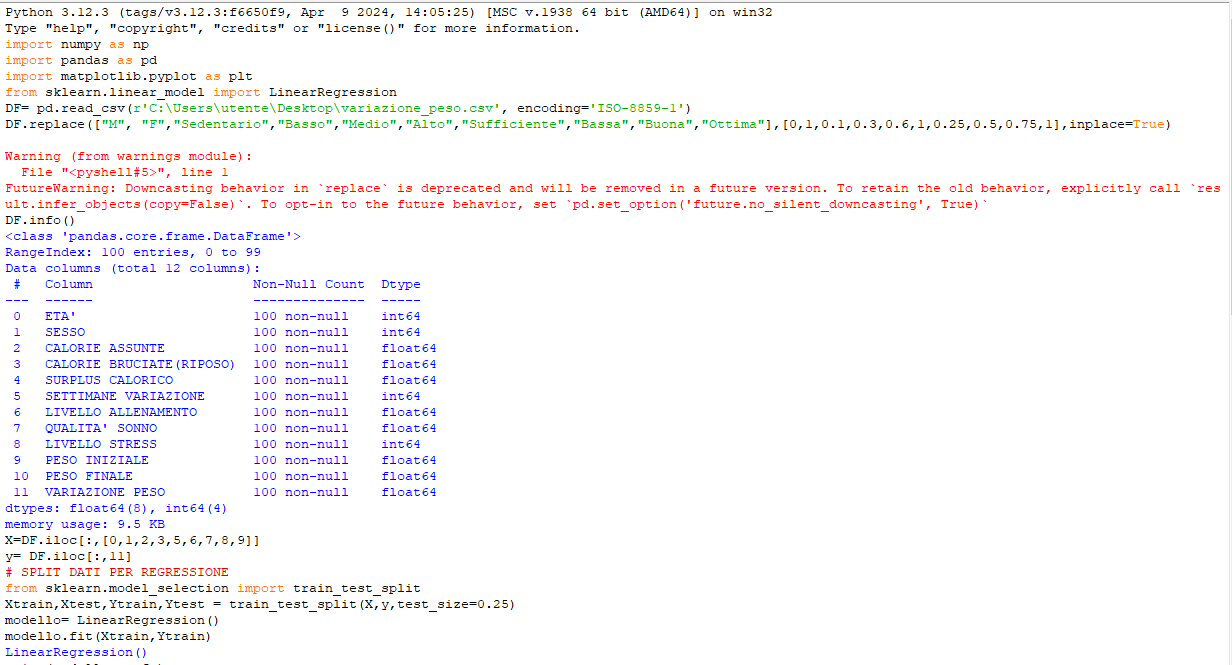 Python 3.12.3 (tags/v3.12.3:f6650f9, Apr  9 2024, 14:05:25) [MSC v.1938 64 bit (AMD64)] on win32
Type "help", "copyright", "credits" or "license()" for more information.
import numpy as np
import pandas as pd
import matplotlib.pyplot as plt
from sklearn.linear_model import LinearRegression
DF= pd.read_csv(r'C:\Users\utente\Desktop\variazione_peso.csv', encoding='ISO-8859-1')
DF.replace(["M", "F","Sedentario","Basso","Medio","Alto","Sufficiente","Bassa","Buona","Ottima"],[0,1,0.1,0.3,0.6,1,0.25,0.5,0.75,1],inplace=True)
Warning (from warnings module):
  File "<pyshell#5>", line 1
FutureWarning: Downcasting behavior in `replace` is deprecated and will be removed in a future version. To retain the old behavior, explicitly call `res
ult.infer_objects(copy=False)`. To opt-in to the future behavior, set `pd.set_option('future.no_silent_downcasting', True)`
DF.info()
<class 'pandas.core.frame.DataFrame'>
RangeIndex: 100 entries, 0 to 99
Data columns (total 12 columns):
 #   Column                    Non-Null Count  Dtype
---  ------                    --------------  -----
 0   ETA'                      100 non-null    int64
 1   SESSO                     100 non-null    int64
 2   CALORIE ASSUNTE           100 non-null    float64
 3   CALORIE BRUCIATE(RIPOSO)  100 non-null    float64
 4   SURPLUS CALORICO          100 non-null    float64
 5   SETTIMANE VARIAZIONE      100 non-null    int64
 6   LIVELLO ALLENAMENTO       100 non-null    float64
 7   QUALITA' SONNO            100 non-null    float64
 8   LIVELLO STRESS            100 non-null    int64
 9   PESO INIZIALE             100 non-null    float64
 10  PESO FINALE               100 non-null    float64
 11  VARIAZIONE PESO           100 non-null    float64
dtypes: float64(8), int64(4)
memory usage: 9.5 KB
X=DF.iloc[:,[0,1,2,3,5,6,7,8,9]]
y= DF.iloc[:,11]
# SPLIT DATI PER REGRESSIONE
from sklearn.model_selection import train_test_split
Xtrain,Xtest,Ytrain,Ytest = train_test_split(X,y,test_size=0.25)
modello= LinearRegression()
modello.fit(Xtrain,Ytrain)
LinearRegression()